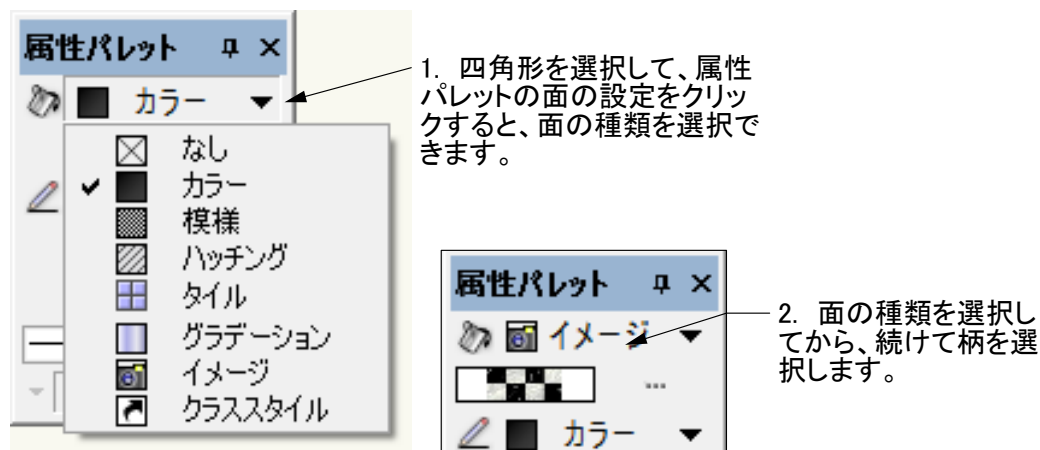 属性パレット
カラー
なし
カラー
模様
ハッチング
タイル
グラデーション
イメージ
クラススタイル
1. 四角形を選択して、属性
パレットの面の設定をクリッ
クすると、面の種類を選択で
きます。
属性パレット
イメージ
...
カラー
2. 面の種類を選択し
てから、続けて柄を選
択します。